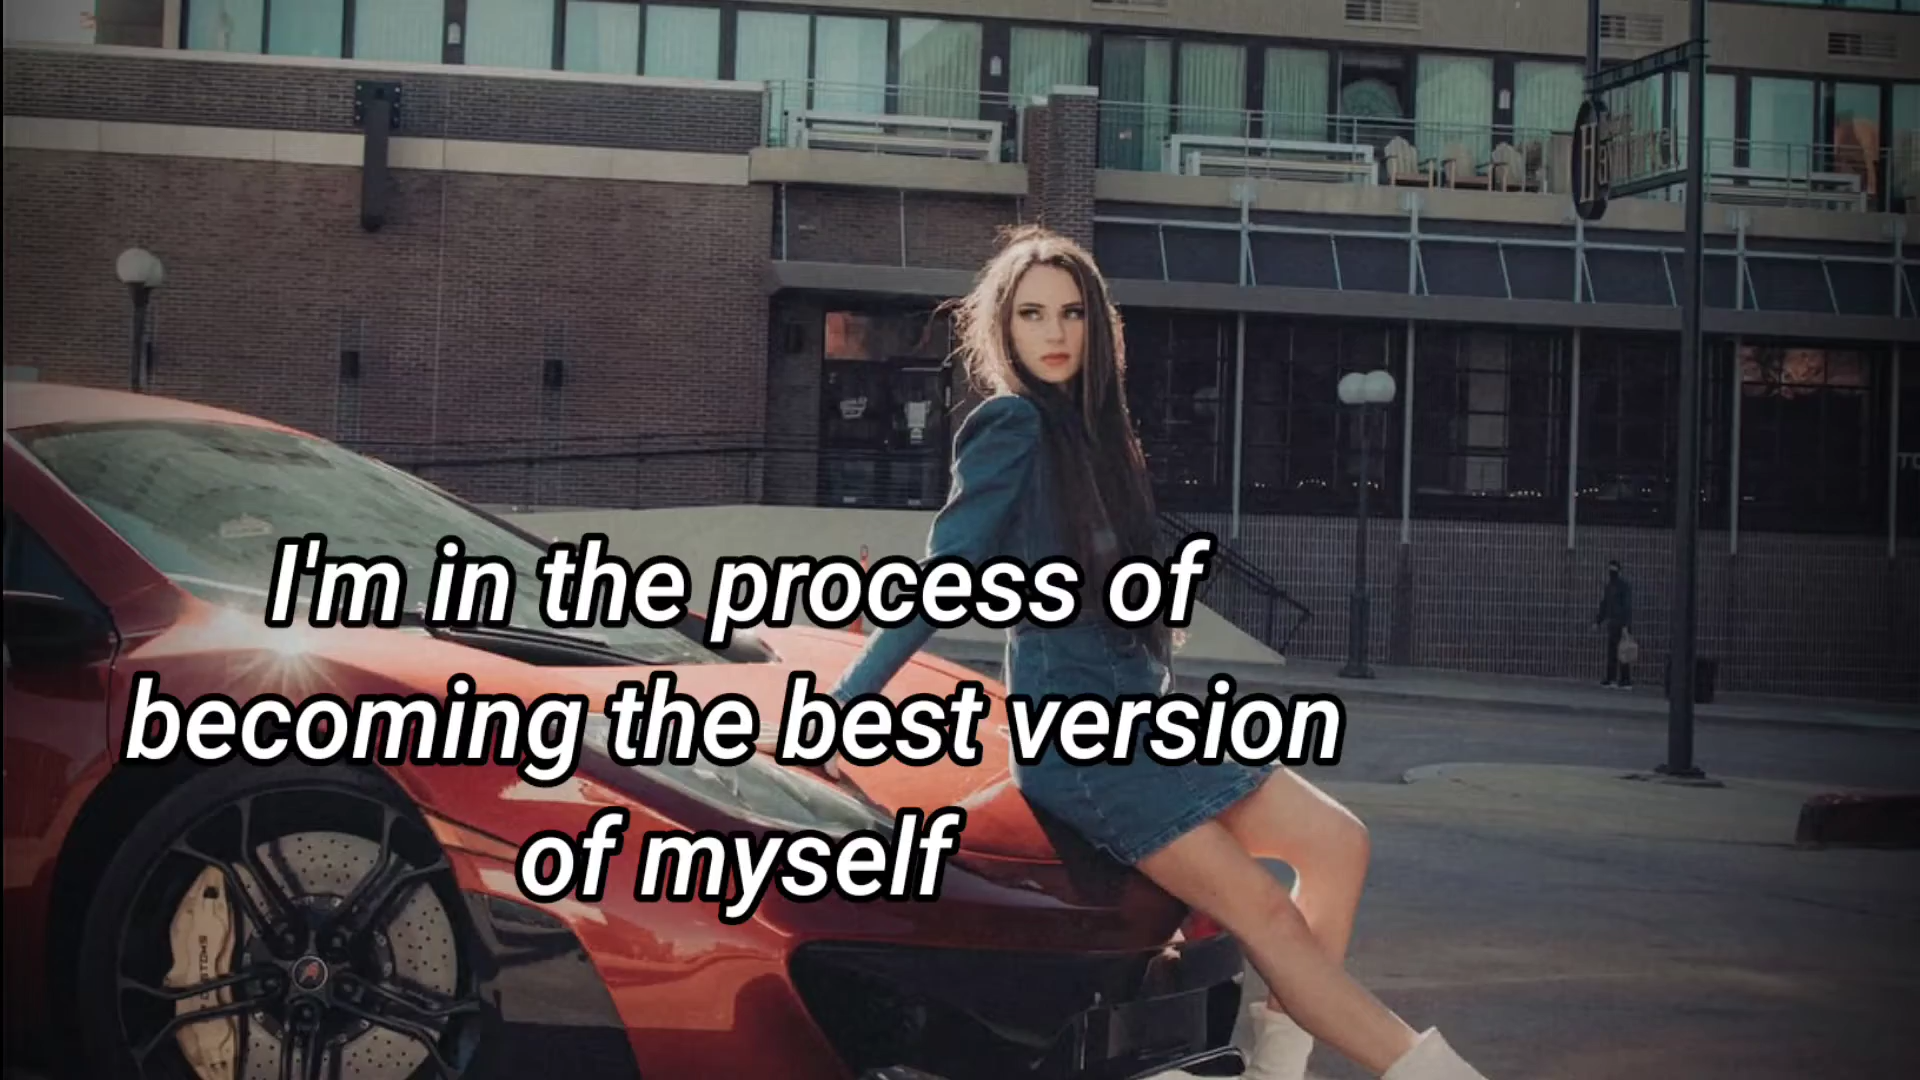 I'm in the process of
becoming the best version
of myself